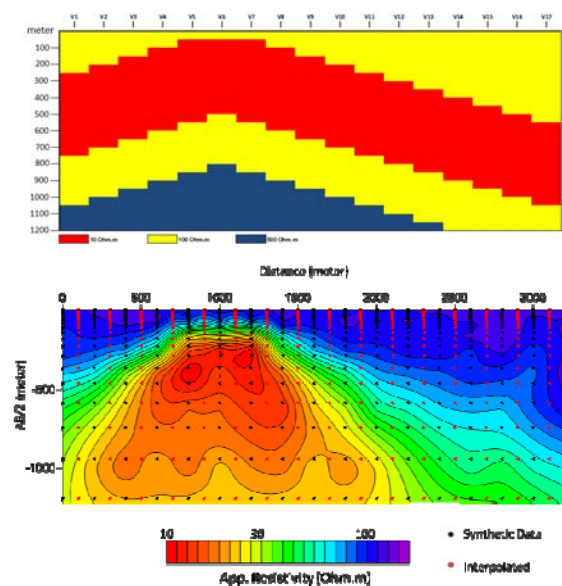 V1 V2 V3 V4 V5 V6 V7 V8 V9 V10 V11 V12 V13 V14 V15 V16 V17
meter
100
200
300
400
500
600
700
800
900
1000
1100
1200
10 Ohm.m 100 Ohm.m 500 Ohm.m
Distance (meter)
0 500 1000 1500 2000 2500 3000
AB/2 (meter)
-500
-1000
10 30 100
App. Resistivity [Ohm.m]
Synthetic Data
Interpolated